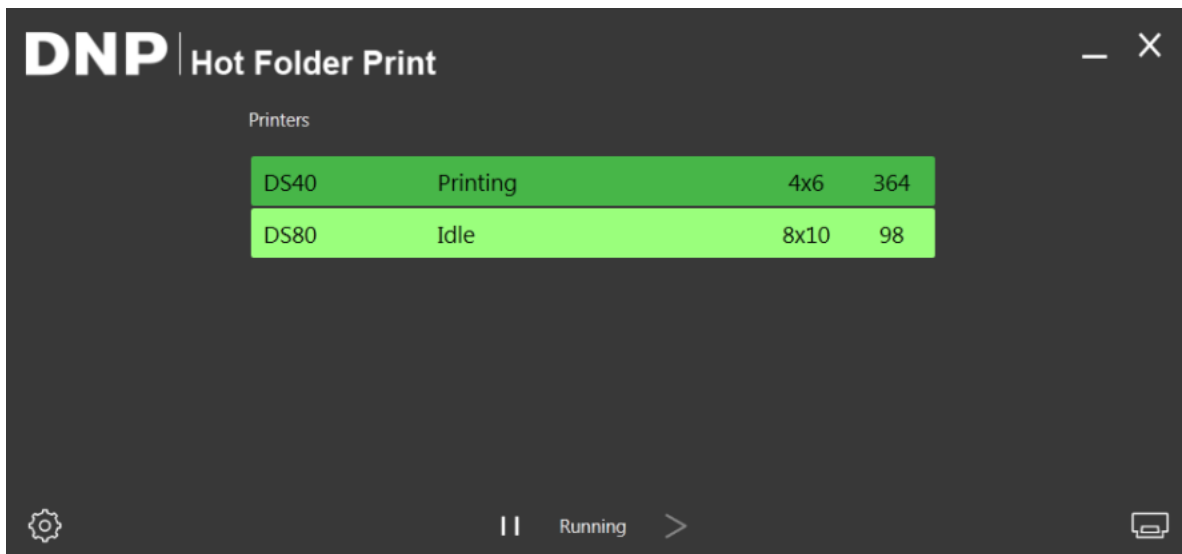 DNP Hot Folder Print
Printers
DS40 Printing 4x6 364
DS80 Idle 8x10 98
Running